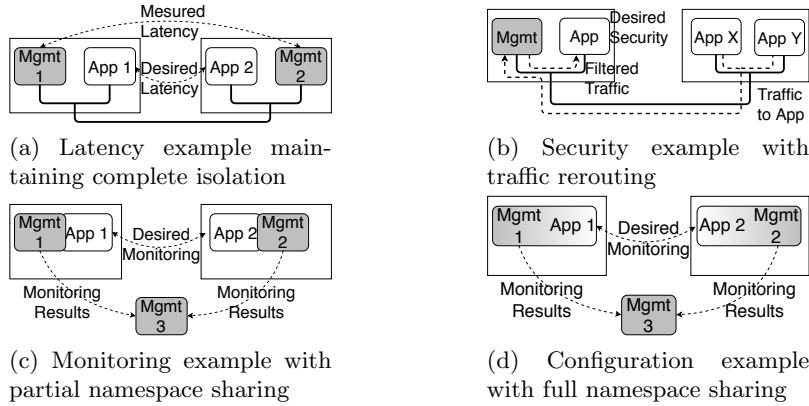 Mesured
Latency
Mgmt
1
App 1
Desired
Latency
App 2
Mgmt
2
(a) Latency example main-
taining complete isolation
Mgmt
Desired
Security
App
Filtered
Traffic
App X
App Y
Traffic
to App
(b) Security example with
traffic rerouting
Mgmt
1
App 1
Desired
Monitoring
App 2
Mgmt
2
Monitoring
Results
Mgmt
3
Monitoring
Results
(c) Monitoring example with
partial namespace sharing
Mgmt
1
App 1
Desired
Monitoring
App 2
Mgmt
2
Monitoring
Results
Mgmt
3
Monitoring
Results
(d) Configuration example
with full namespace sharing